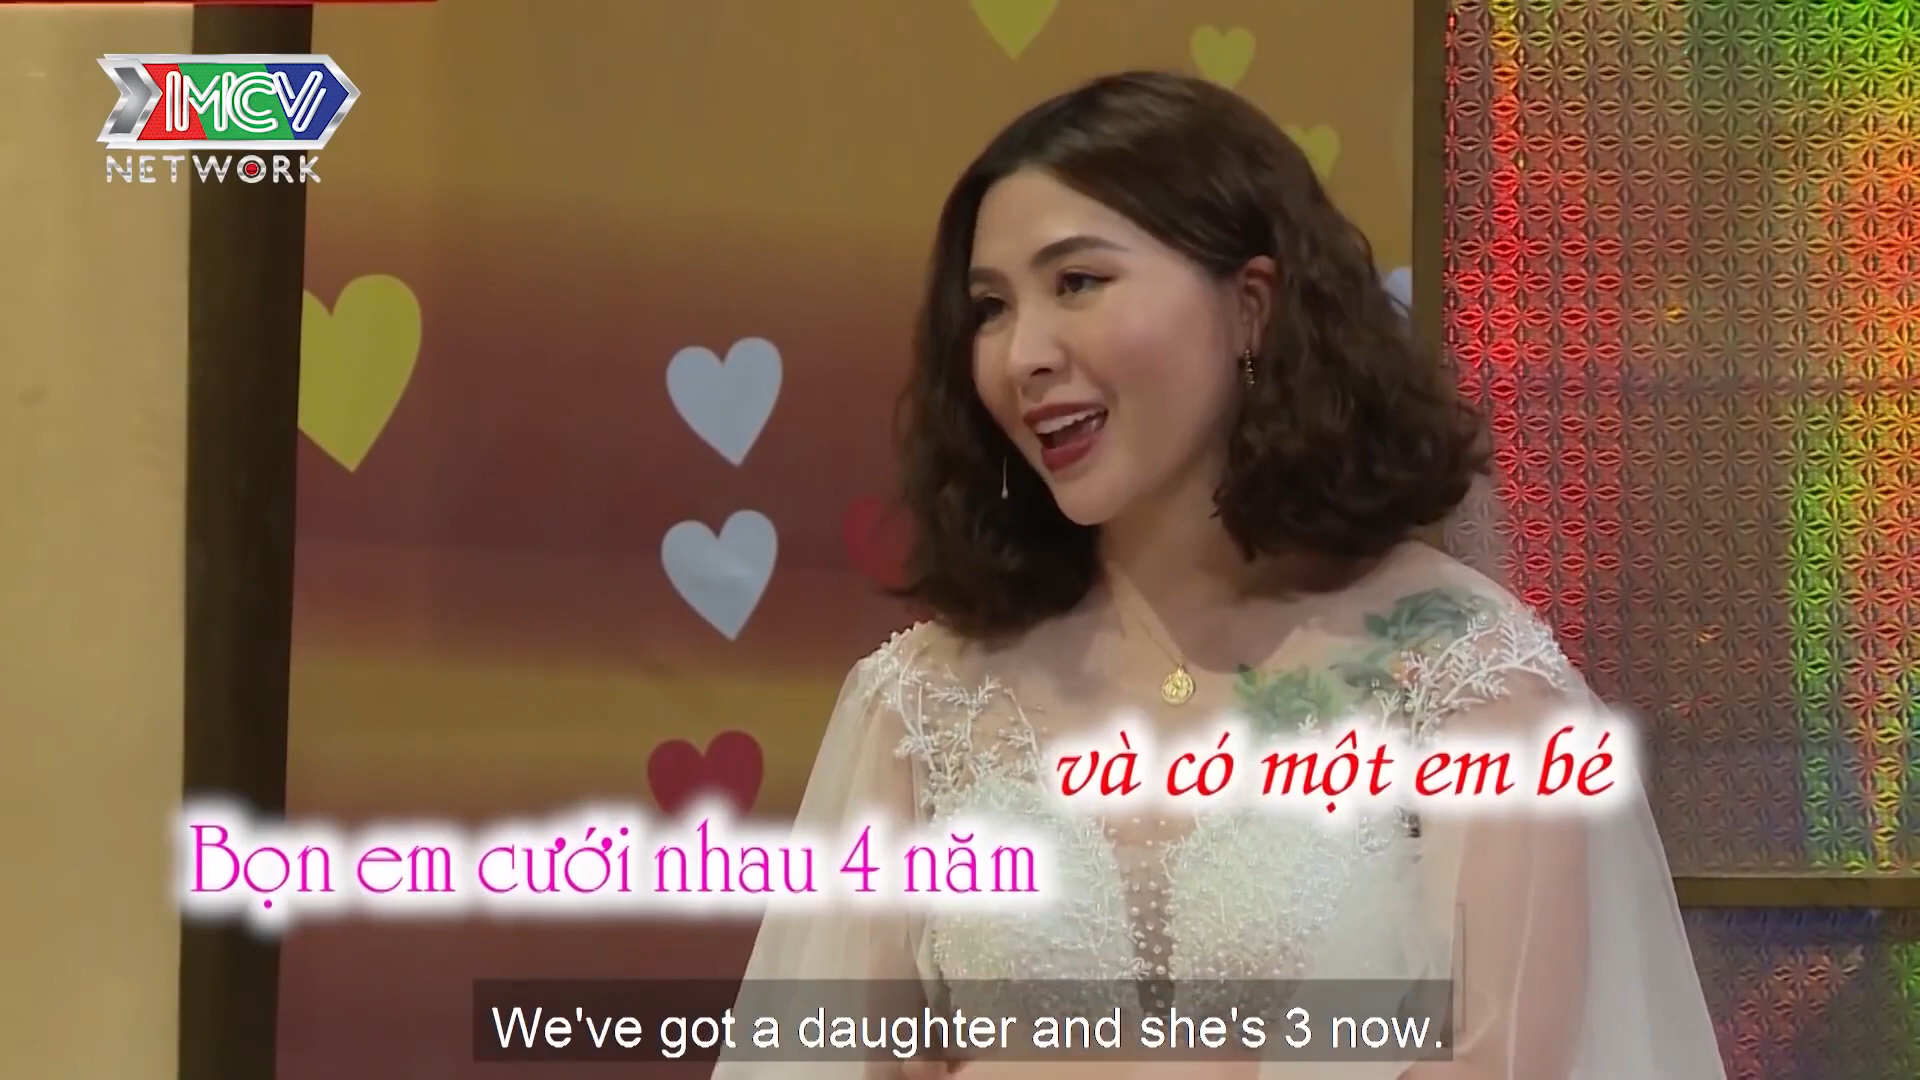 MCV
NETWORK
và có một em bé
Bọn em cưới nhau 4 năm
We've got a daughter and she's 3 now.